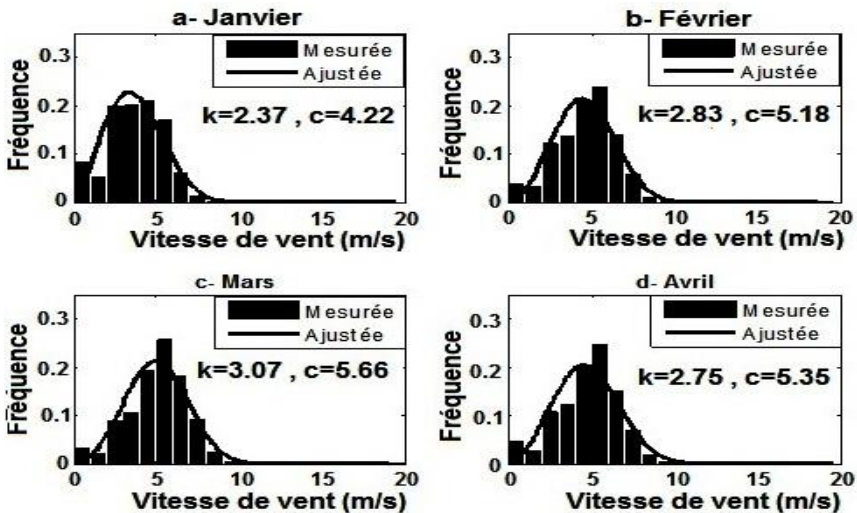 a- Janvier
0.3
0.2
0.1
0
Fréquence
Mesurée
Ajustée
k=2.37 , c=4.22
0 5 10 15 20
Vitesse de vent (m/s)
b- Février
0.3
0.2
0.1
0
Fréquence
Mesurée
Ajustée
k=2.83 , c=5.18
0 5 10 15 20
Vitesse de vent (m/s)
c- Mars
0.3
0.2
0.1
0
Fréquence
Mesurée
Ajustée
k=3.07 , c=5.66
0 5 10 15 20
Vitesse de vent (m/s)
d- Avril
0.3
0.2
0.1
0
Fréquence
Mesurée
Ajustée
k=2.75 , c=5.35
0 5 10 15 20
Vitesse de vent (m/s)